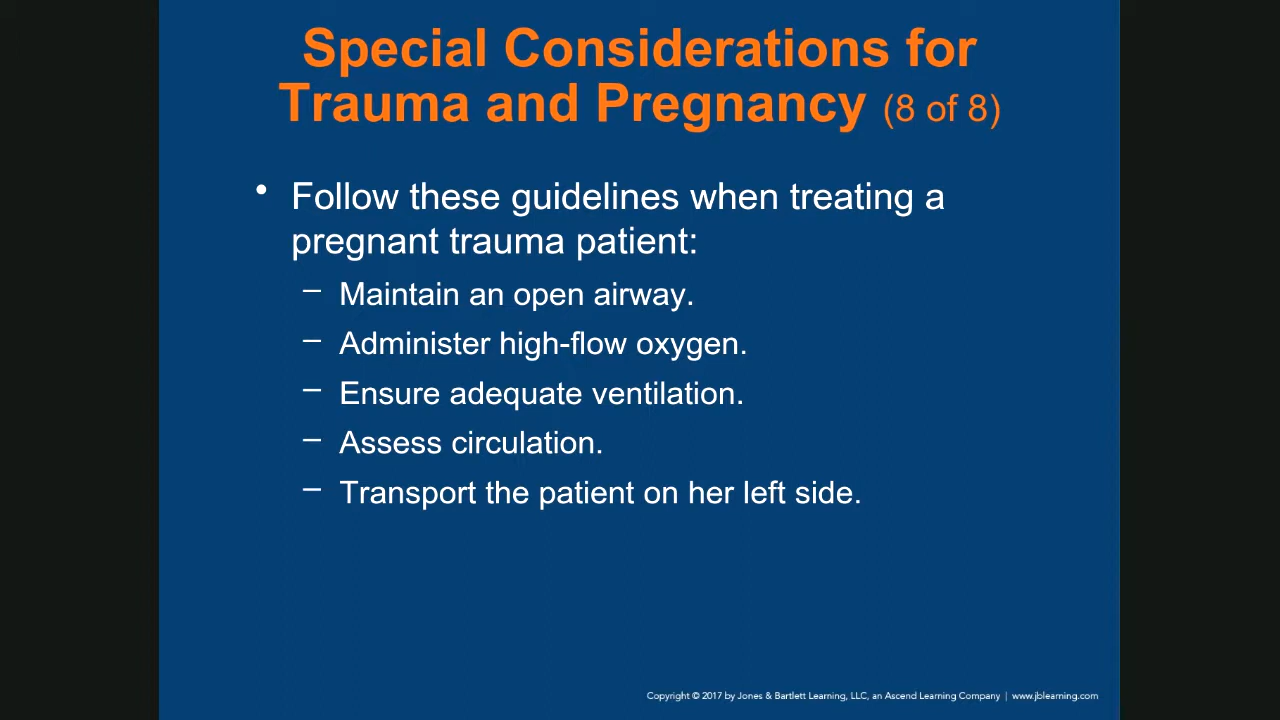 Special Considerations for
Trauma and Pregnancy (8 of 8)
• Follow these guidelines when treating a
pregnant trauma patient:
– Maintain an open airway.
– Administer high-flow oxygen.
– Ensure adequate ventilation.
– Assess circulation.
– Transport the patient on her left side.
Copyright © 2017 by Jones & Bartlett Learning, LLC, an Ascend Learning Company | www.jblearning.com